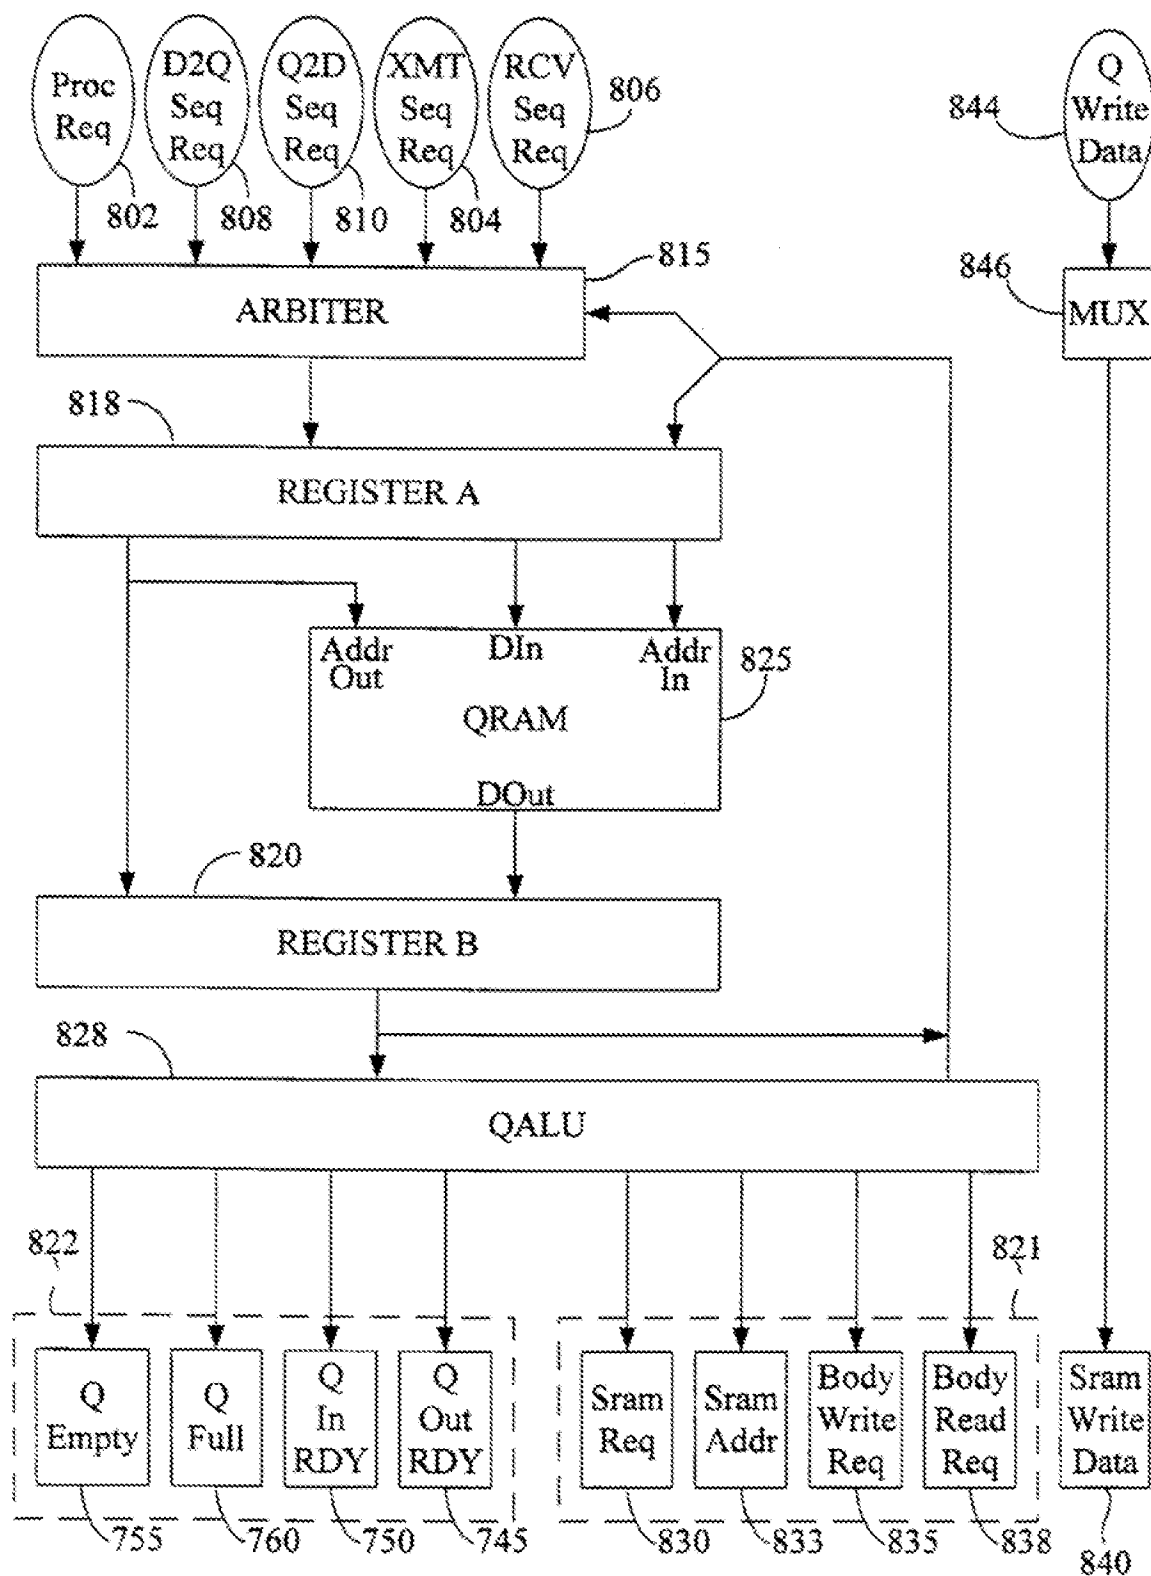 Proc
Req
D2Q
Seq
Req
Q2D
Seq
Req
XMT
Seq
Req
RCV
Seq
Req
806
844
Q
Write
Data
802
808
810
804
815
846
ARBITER
MUX
818
REGISTER A
Addr
Out
DIn
Addr
In
825
QRAM
DOut
820
REGISTER B
828
QALU
822
821
Q
Empty
Q
Full
Q
In
RDY
Q
Out
RDY
Sram
Req
Sram
Addr
Body
Write
Req
Body
Read
Req
Sram
Write
Data
755
760
750
745
830
833
835
838
840